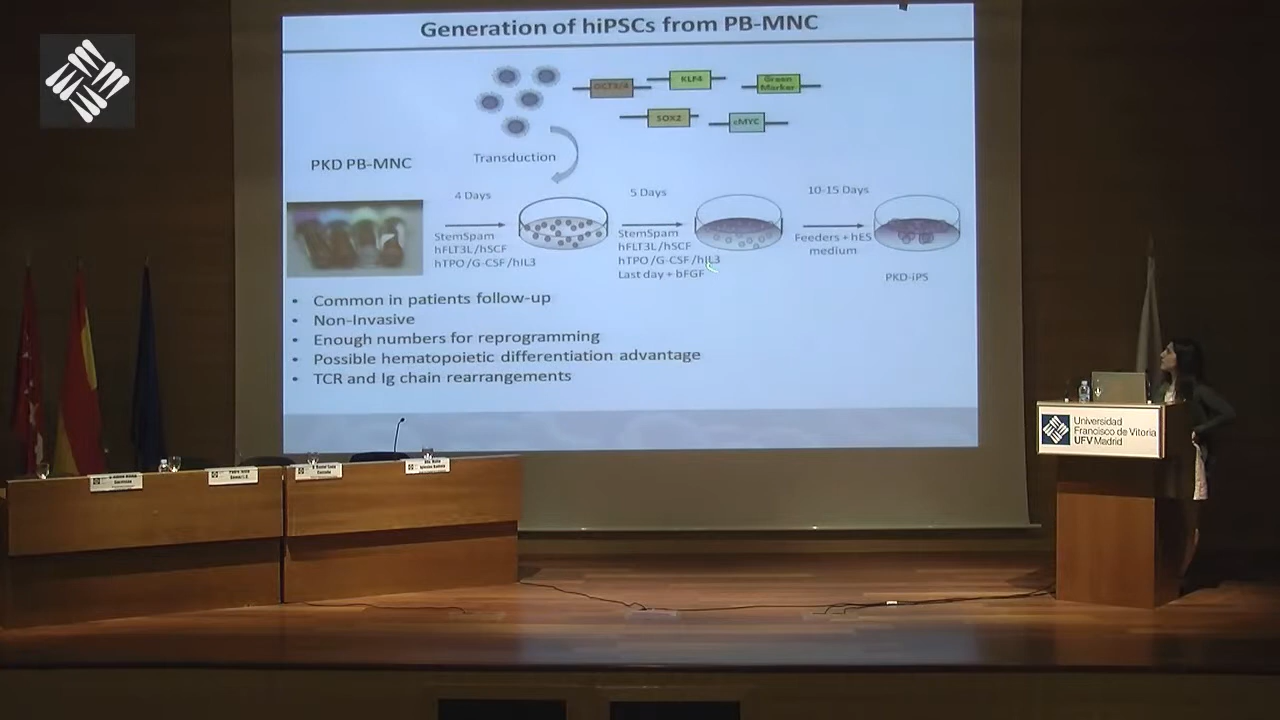 Generation of hiPSCs from PB-MNC
OCT3/4
KLF4
Green
Marker
SOX2
cMYC
PKD PB-MNC
Transduction
4 Days
5 Days
10-15 Days
StemSpam
hFLT3L/hSCF
hTPO/G-CSF/hIL3
StemSpam
hFLT3L/hSCF
hTPO/G-CSF/hIL3
Last day + bFGF
Feeders + hES
medium
PKD-iPS
• Common in patients follow-up
• Non-Invasive
• Enough numbers for reprogramming
• Possible hematopoietic differentiation advantage
• TCR and Ig chain rearrangements
Universidad
Francisco de Vitoria
UFV Madrid